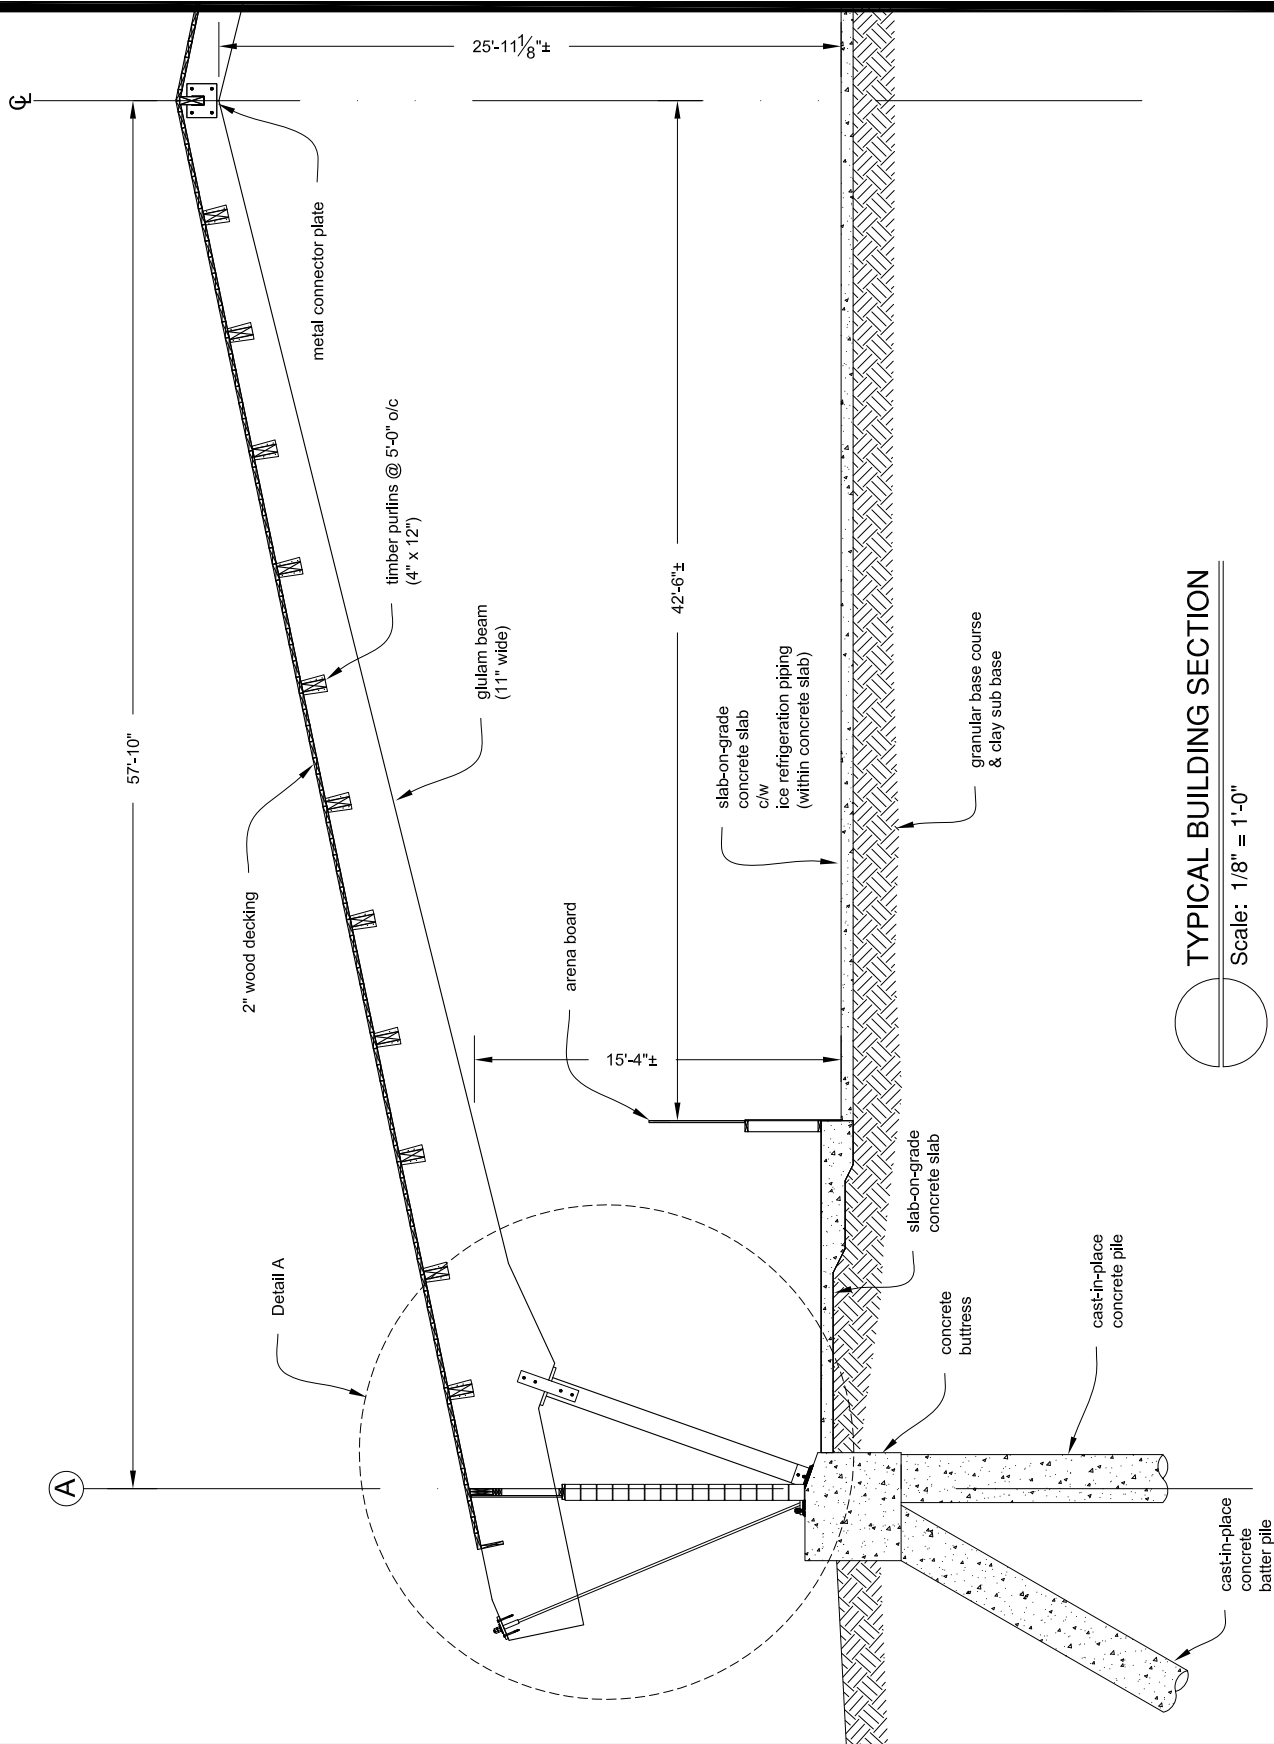 ℄
A
57'-10"
25'-11 1/8"±
metal connector plate
timber purlins @ 5'-0" o/c
(4" x 12")
glulam beam
(11" wide)
2" wood decking
42'-6"±
slab-on-grade
concrete slab
c/w
ice refrigeration piping
(within concrete slab)
arena board
15'-4"±
granular base course
& clay sub base
Detail A
slab-on-grade
concrete slab
concrete
buttress
cast-in-place
concrete pile
cast-in-place
concrete
batter pile
TYPICAL BUILDING SECTION
Scale: 1/8" = 1'-0"